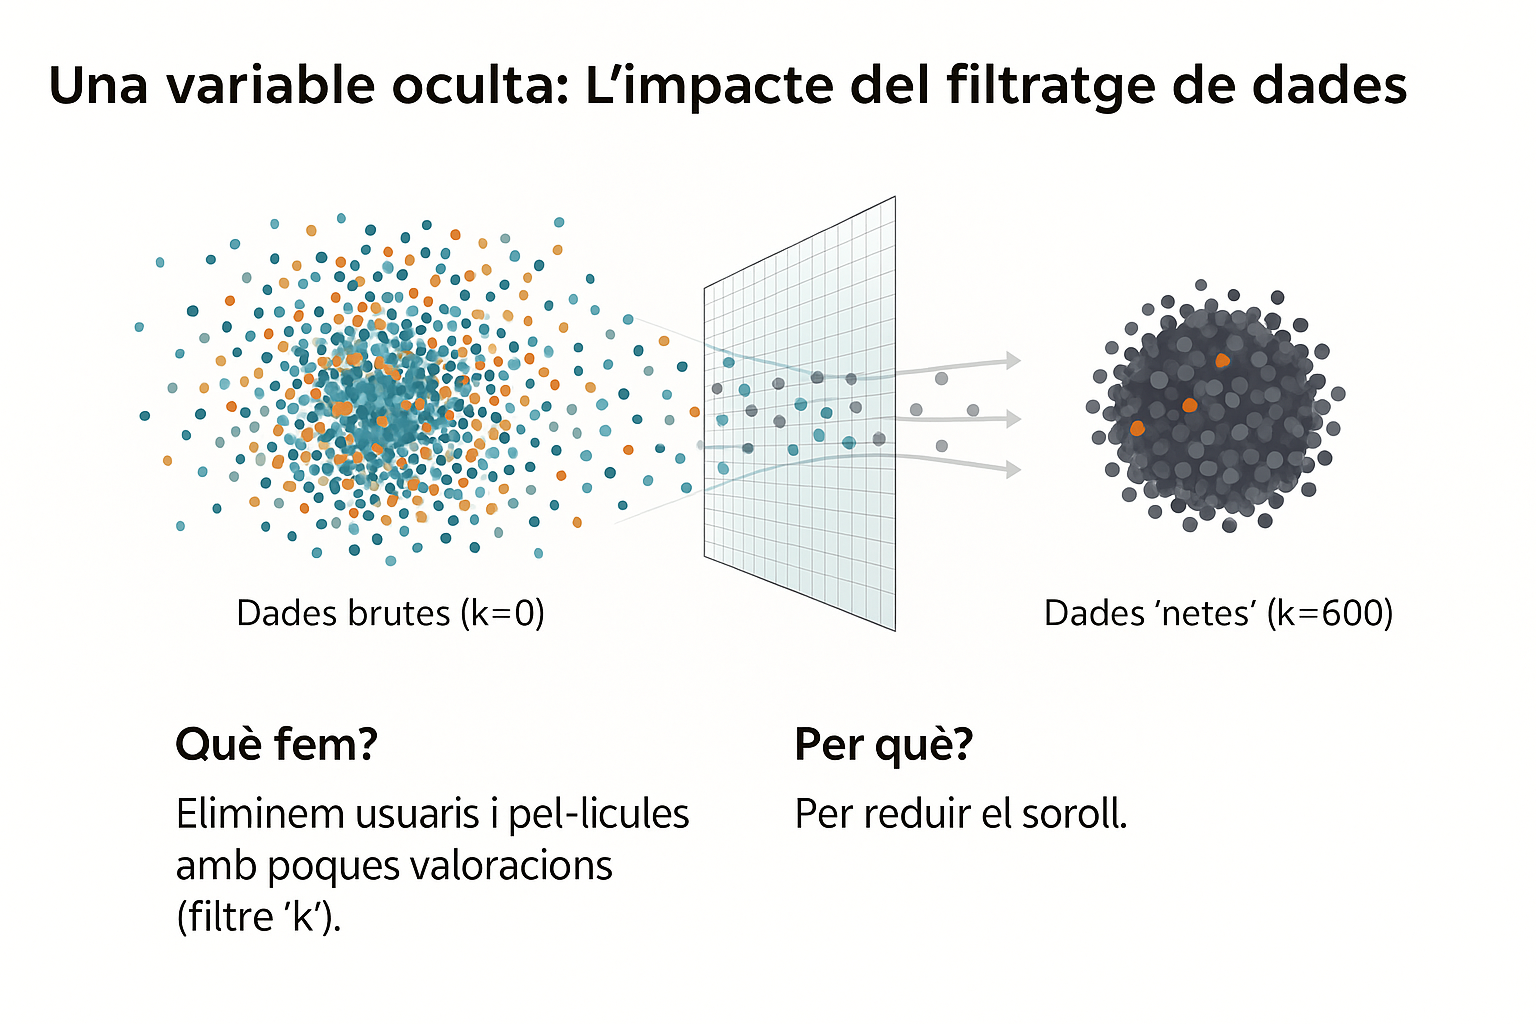 Una variable oculta: L’impacte del filtratge de dades
Dades brutes (k=0)
Dades ’netes’ (k=600)
Què fem?
Eliminem usuaris i pel-licules
amb poques valoracions
(filtre ’k’).
Per què?
Per reduir el soroll.